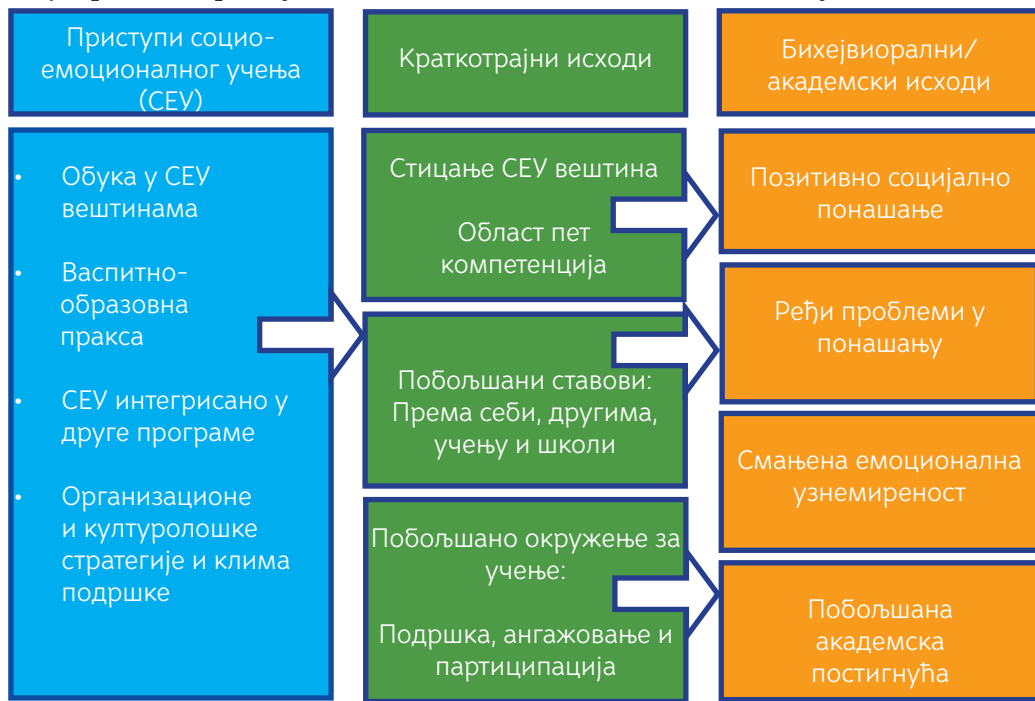 Приступи социо-
емоционалног учења
(СЕУ)
Краткотрајни исходи
Бихејвиорални/
академски исходи
• Обука у СЕУ
вештинама
• Васпитно-
образовна
пракса
• СЕУ интегрисано у
друге програме
• Организационе
и културолошке
стратегије и клима
подршке
Стицање СЕУ вештина
Област пет
компетенција
Побољшани ставови:
Према себи, другима,
учењу и школи
Побољшано окружење за
учење:
Подршка, ангажовање и
партиципација
Позитивно социјално
понашање
Ређи проблеми у
понашању
Смањена емоционална
узнемиреност
Побољшана
академска
постигнућа